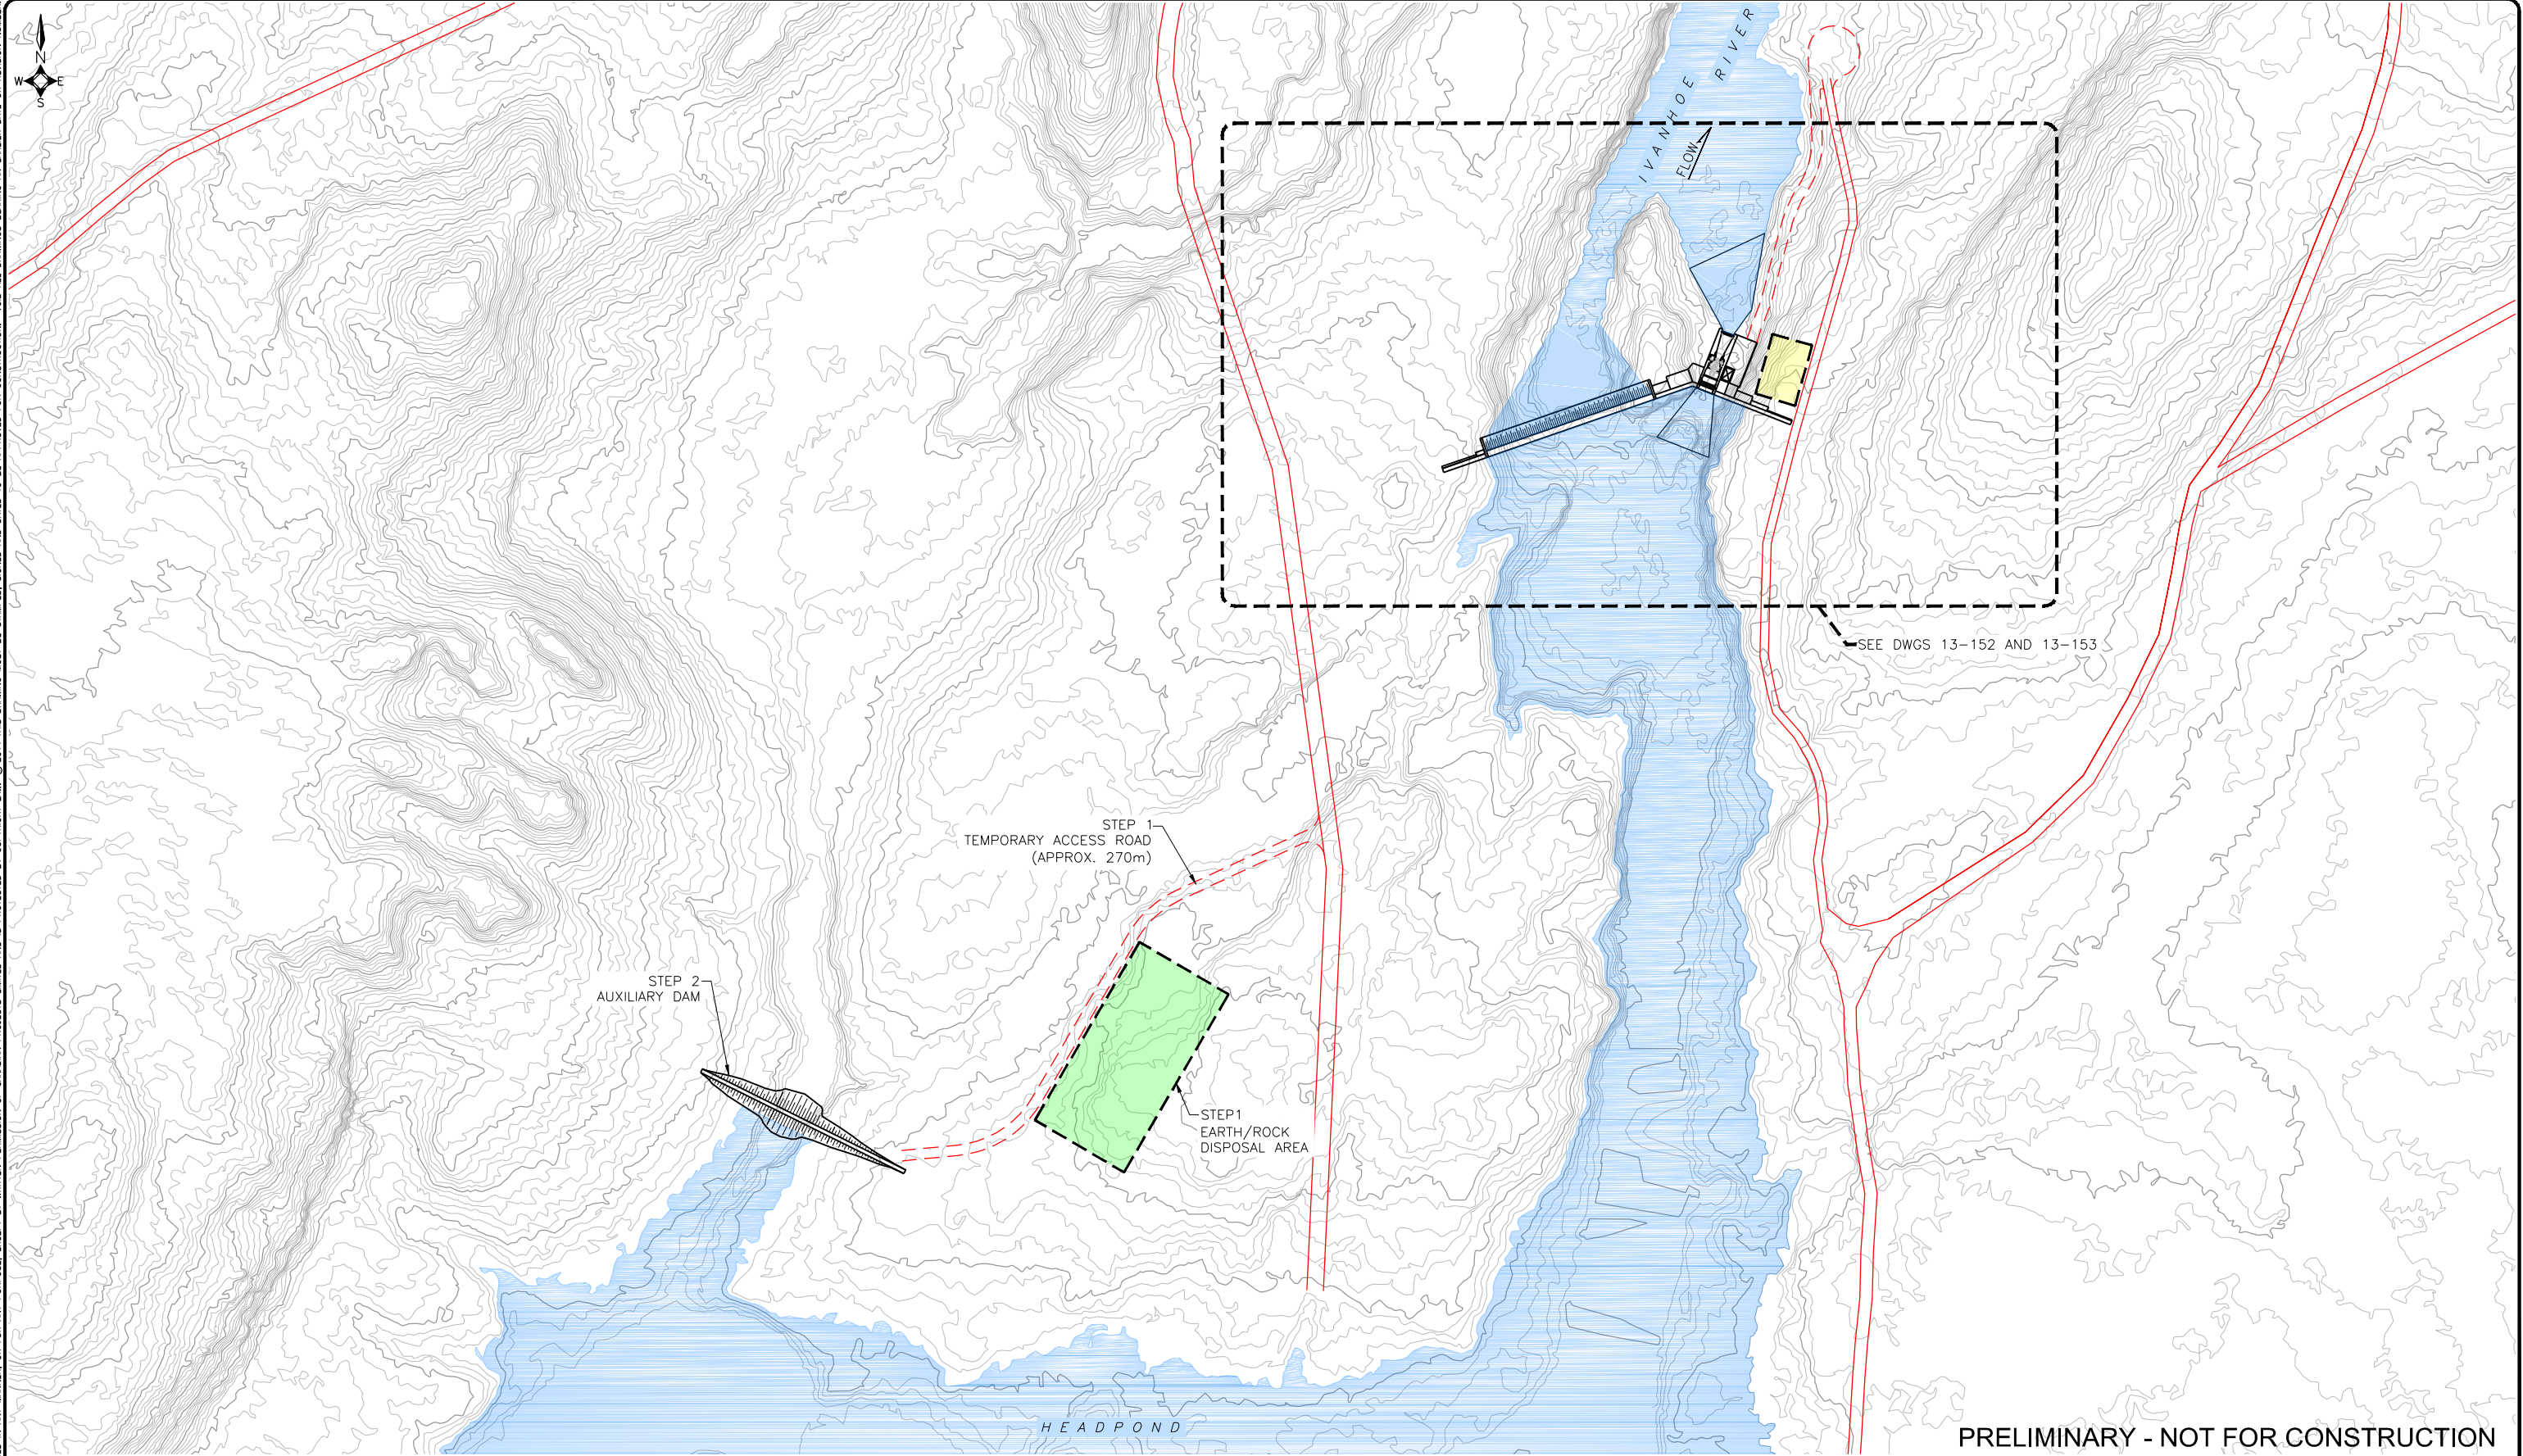 N
W E
S
IVANHOE RIVER
FLOW
SEE DWGS 13-152 AND 13-153
STEP 1
TEMPORARY ACCESS ROAD
(APPROX. 270m)
STEP 2
AUXILIARY DAM
STEP1
EARTH/ROCK
DISPOSAL AREA
HEADPOND
PRELIMINARY - NOT FOR CONSTRUCTION